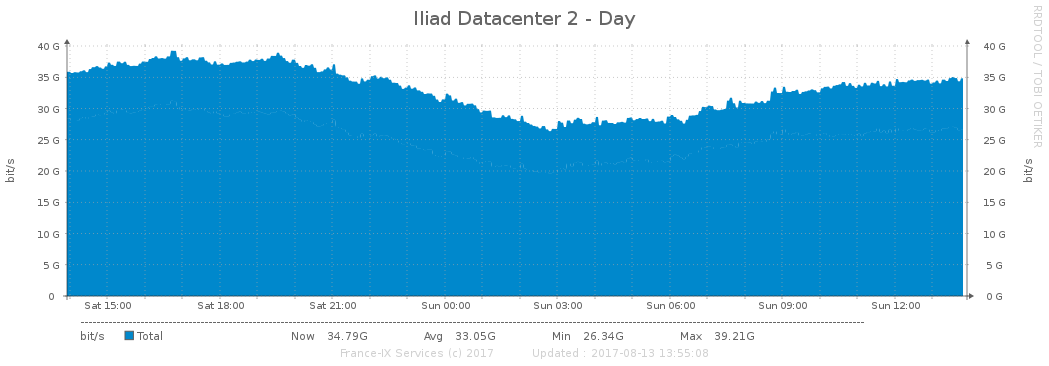 Iliad Datacenter 2 - Day
RRDTOOL / TOBI OETIKER
bit/s
40 G
35 G
30 G
25 G
20 G
15 G
10 G
5 G
0
40 G
35 G
30 G
25 G
20 G
15 G
10 G
5 G
0 G
bit/s
Sat 15:00 Sat 18:00 Sat 21:00 Sun 00:00 Sun 03:00 Sun 06:00 Sun 09:00 Sun 12:00
bit/s Total Now 34.79G Avg 33.05G Min 26.34G Max 39.21G
France-IX Services (c) 2017 Updated : 2017-08-13 13:55:08